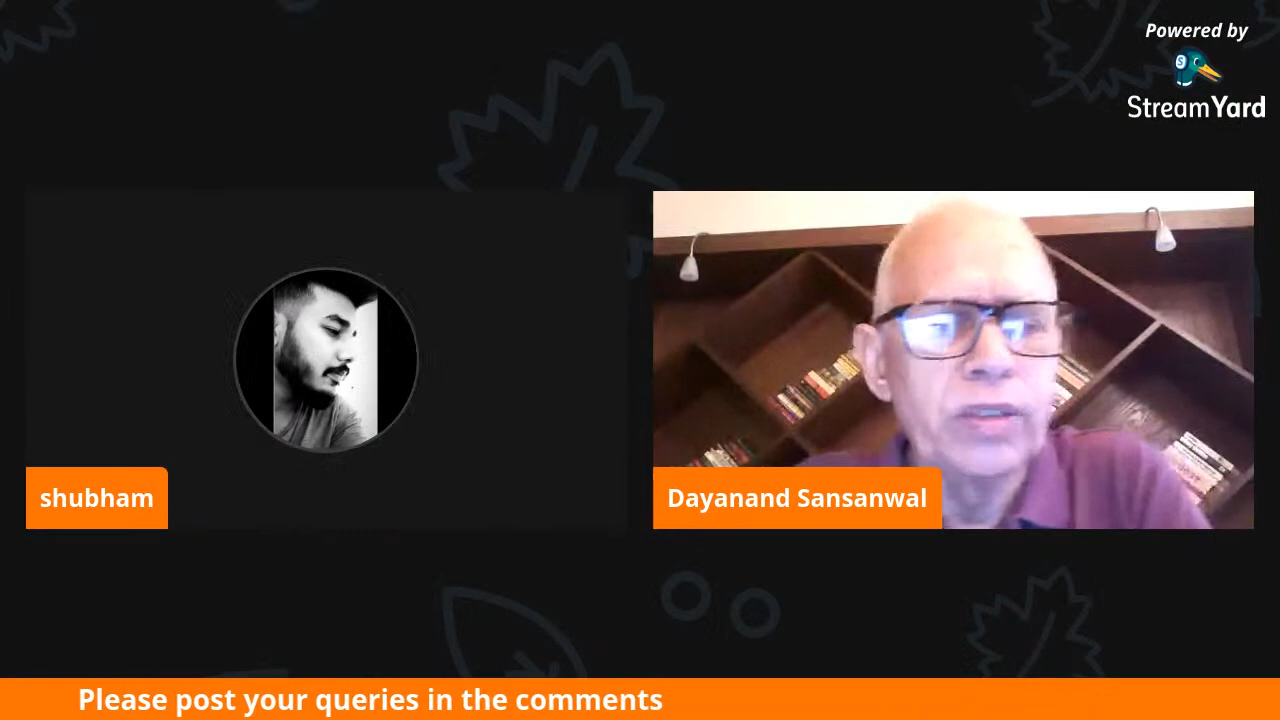 Powered by
StreamYard
shubham
Dayanand Sansanwal
Please post your queries in the comments